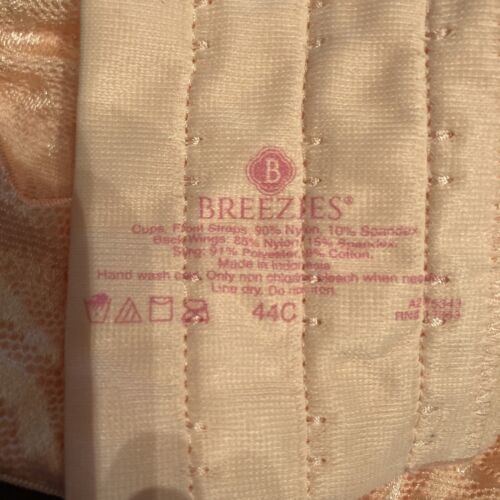 B
BREEZIES®
Cups, Front Straps: 90% Nylon, 10% Spandex
Back Wings: 85% Nylon, 15% Spandex.
Sling: 91% Polyester, 9% Cotton.
Made in Indonesia
Hand wash cold. Only non chlorine bleach when needed
Line dry. Do not iron.
44C
RN#